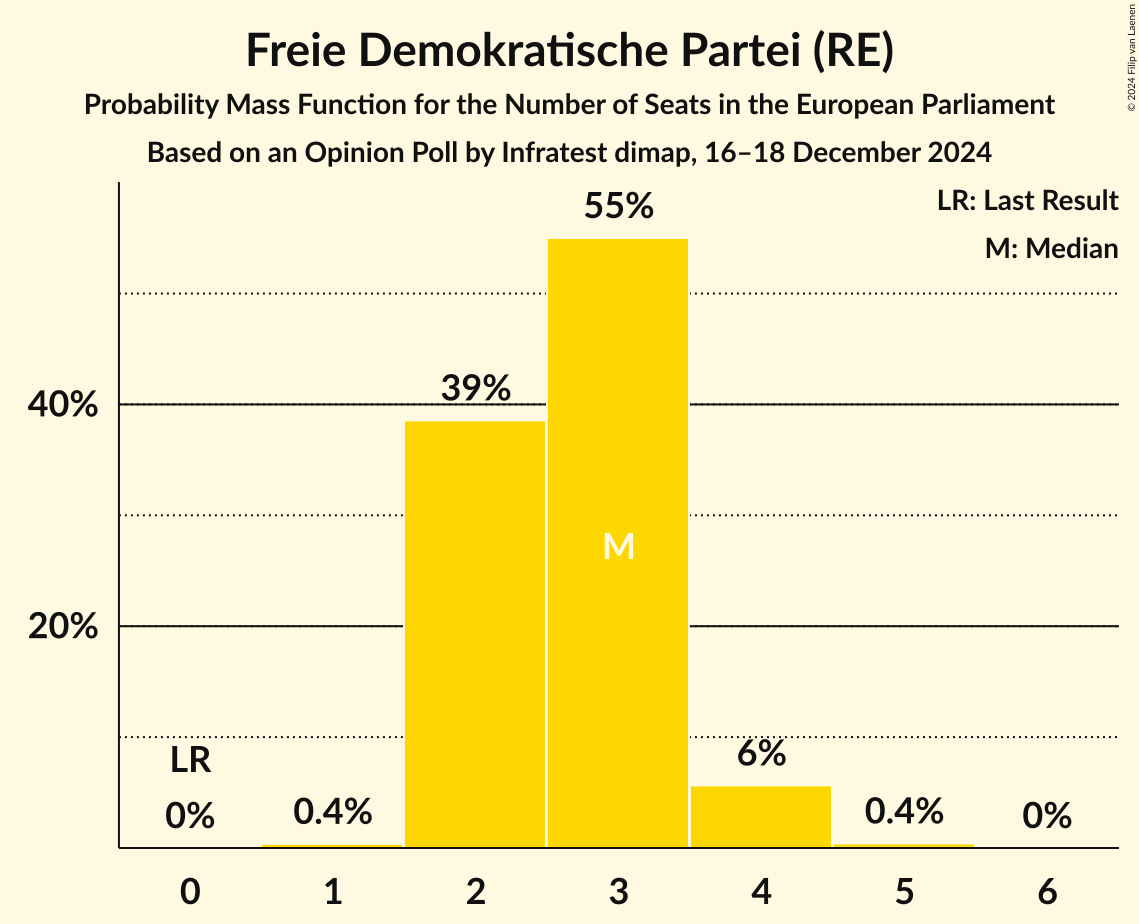 Freie Demokratische Partei (RE)
Probability Mass Function for the Number of Seats in the European Parliament
Based on an Opinion Poll by Infratest dimap, 16–18 December 2024
© 2024 Filip van Laenen
LR: Last Result
M: Median
55%
39%
40%
M
20%
LR
6%
0%
0.4%
0.4%
0%
0 1 2 3 4 5 6